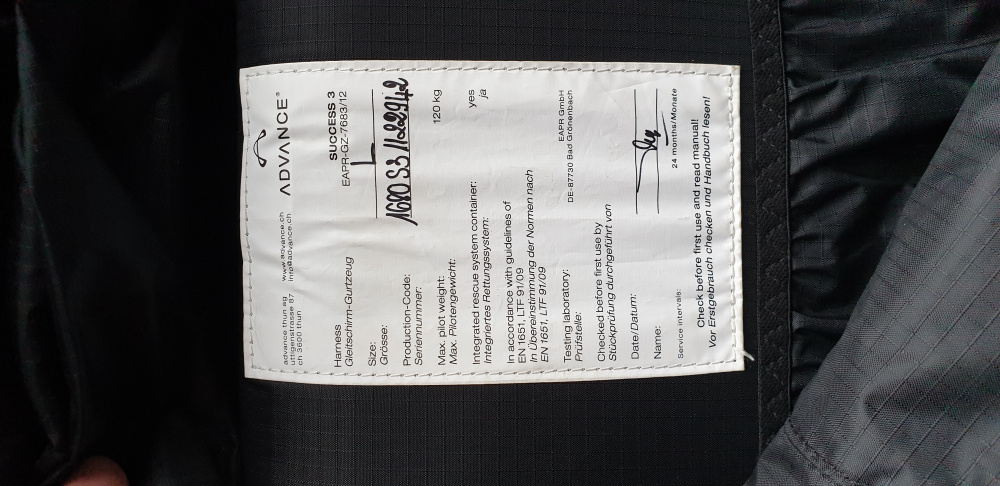 advance thun ag
uttigenstrasse 87
ch 3600 thun
www.advance.ch
info@advance.ch
ADVANCE®
Harness SUCCESS 3
Gleitschirm-Gurtzeug EAPR-GZ-7683/12
Size: L
Grösse:
Production-Code: 1680 S3 11222942
Seriennummer:
Max. pilot weight: 120 kg
Max. Pilotengewicht:
Integrated rescue system container: yes
Integriertes Rettungssystem: ja
In accordance with guidelines of
EN 1651, LTF 91/09
In Übereinstimmung der Normen nach
EN 1651, LTF 91/09
Testing laboratory: EAPR GmbH
Prüfstelle: DE-87730 Bad Grönenbach
Checked before first use by
Stückprüfung durchgeführt von
Date/Datum:
Name:
Service intervals: 24 months/Monate
Check before first use and read manual!
Vor Erstgebrauch checken und Handbuch lesen!